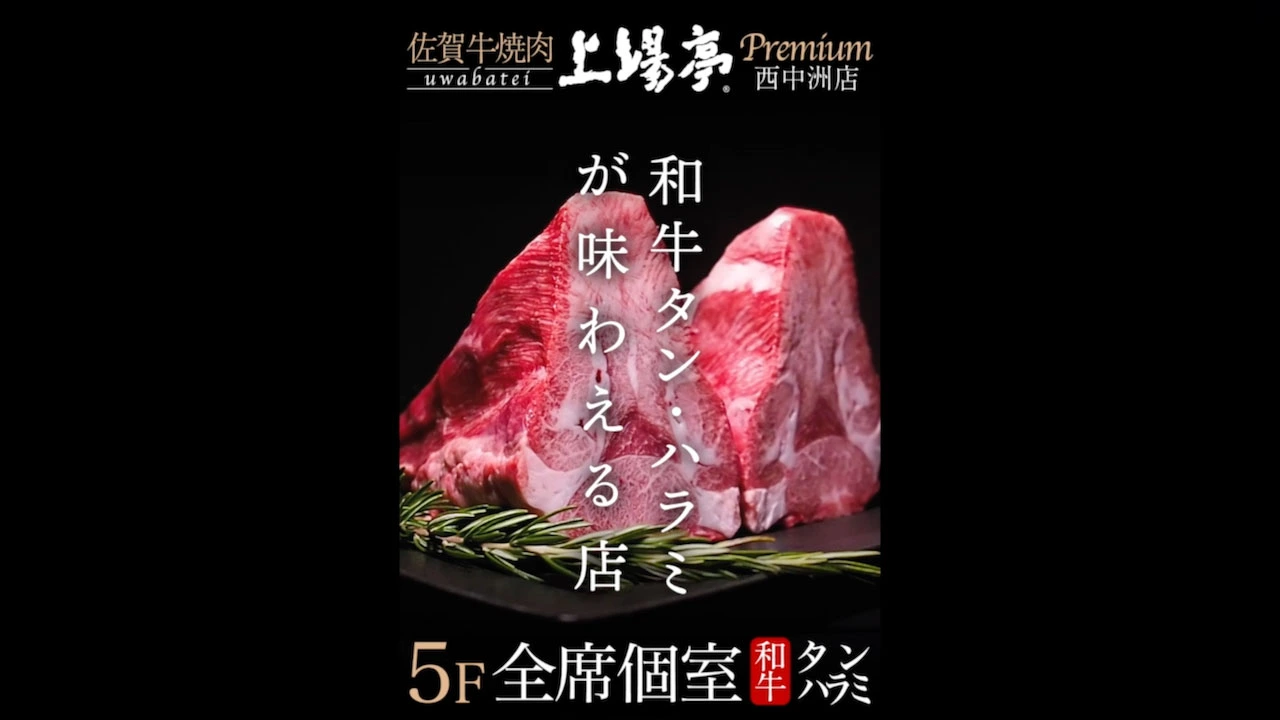 佐賀牛焼肉
uwabatei
上場亭®
Premium
西中洲店
和牛タン・ハラミ
が味わえる店
5F 全席個室 和牛 タン
ハラミ